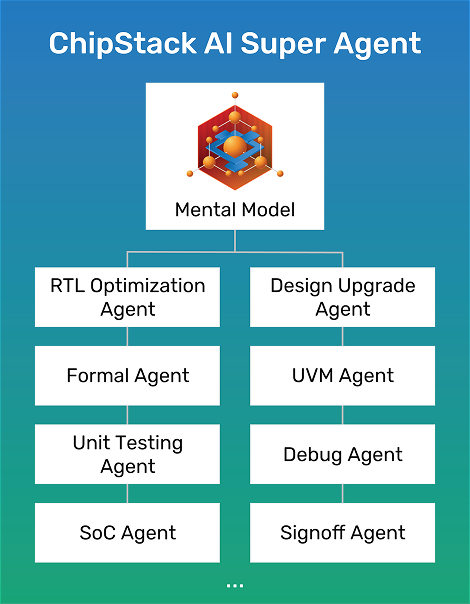 ChipStack AI Super Agent
Mental Model
RTL Optimization
Agent
Design Upgrade
Agent
Formal Agent
UVM Agent
Unit Testing
Agent
Debug Agent
SoC Agent
Signoff Agent
...